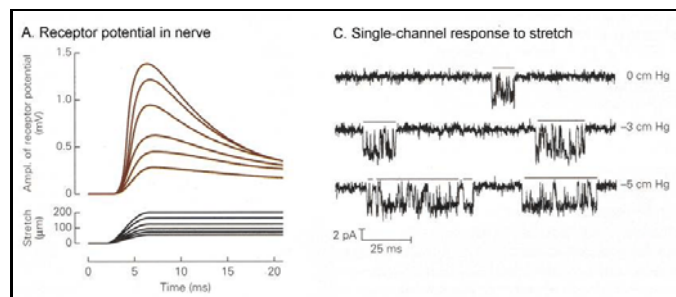 A. Receptor potential in nerve
Ampl. of receptor potential
(mV)
1.5
1.0
0.5
0
Stretch
(μm)
200
100
0
0
5
10
15
20
Time (ms)
C. Single-channel response to stretch
0 cm Hg
–3 cm Hg
–5 cm Hg
2 pA
25 ms